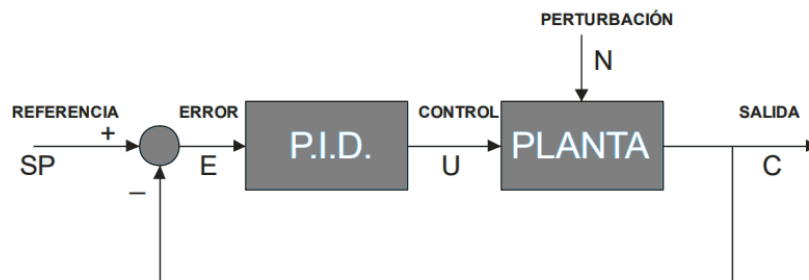 PERTURBACIÓN
N
REFERENCIA
+
SP
ERROR
E
P.I.D.
CONTROL
U
PLANTA
SALIDA
C
−